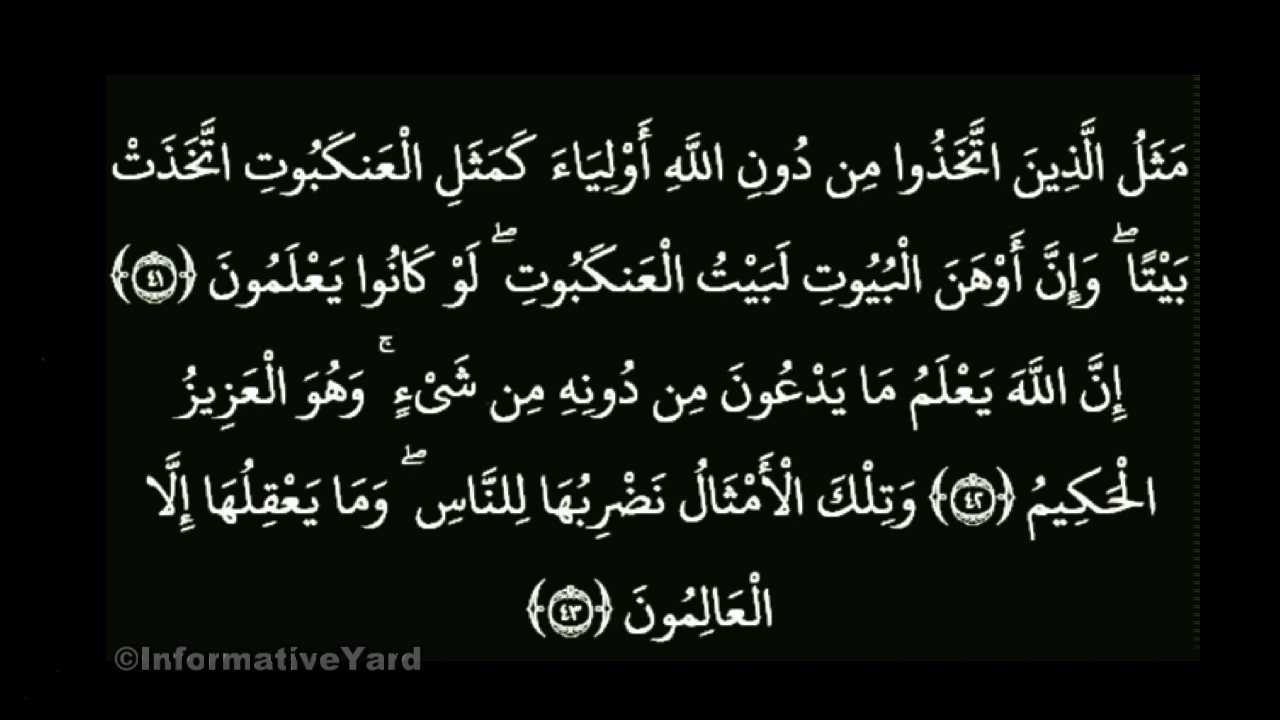 مَثَلُ الَّذِينَ اتَّخَذُوا مِن دُونِ اللَّهِ أَوْلِيَاءَ كَمَثَلِ الْعَنكَبُوتِ اتَّخَذَتْ
بَيْتًا ۖ وَإِنَّ أَوْهَنَ الْبُيُوتِ لَبَيْتُ الْعَنكَبُوتِ ۖ لَوْ كَانُوا يَعْلَمُونَ ﴿٤١﴾
إِنَّ اللَّهَ يَعْلَمُ مَا يَدْعُونَ مِن دُونِهِ مِن شَىْءٍ ۚ وَهُوَ الْعَزِيزُ
الْحَكِيمُ ﴿٤٢﴾ وَتِلْكَ الْأَمْثَالُ نَضْرِبُهَا لِلنَّاسِ ۖ وَمَا يَعْقِلُهَا إِلَّا
الْعَالِمُونَ ﴿٤٣﴾
©InformativeYard